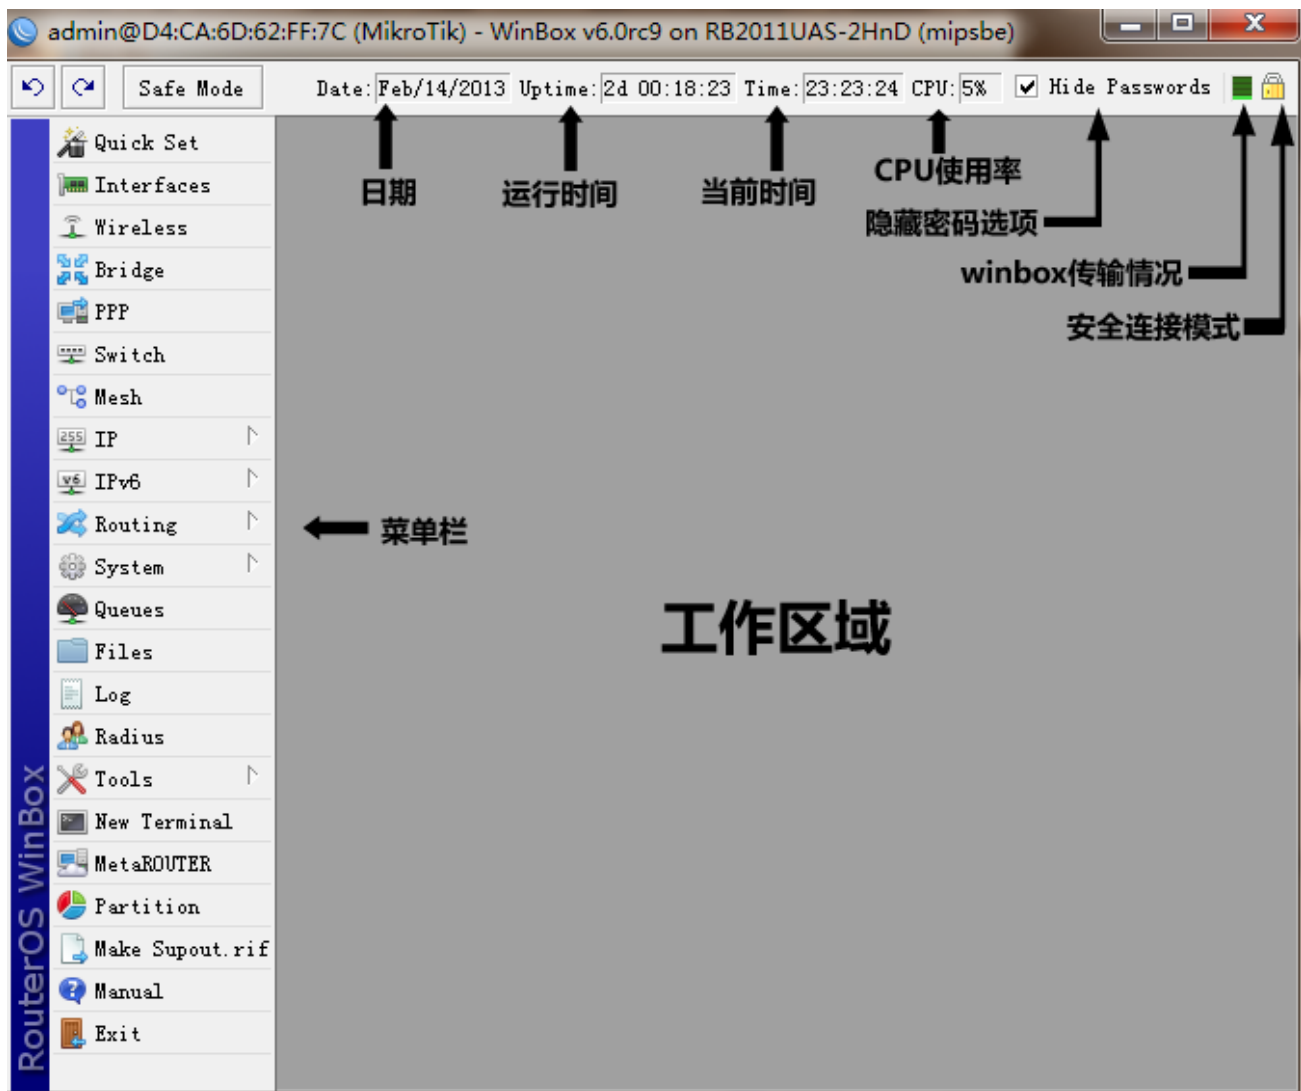 admin@D4:CA:6D:62:FF:7C (MikroTik) - WinBox v6.0rc9 on RB2011UAS-2HnD (mipsbe)
Safe Mode Date: Feb/14/2013 Uptime: 2d 00:18:23 Time: 23:23:24 CPU: 5% Hide Passwords
日期
运行时间
当前时间
CPU使用率
隐藏密码选项
winbox传输情况
安全连接模式
Quick Set
Interfaces
Wireless
Bridge
PPP
Switch
Mesh
255 IP
v6 IPv6
Routing
System
Queues
Files
Log
Radius
Tools
New Terminal
MetaROUTER
Partition
Make Supout.rif
Manual
Exit
菜单栏
工作区域
RouterOS WinBox